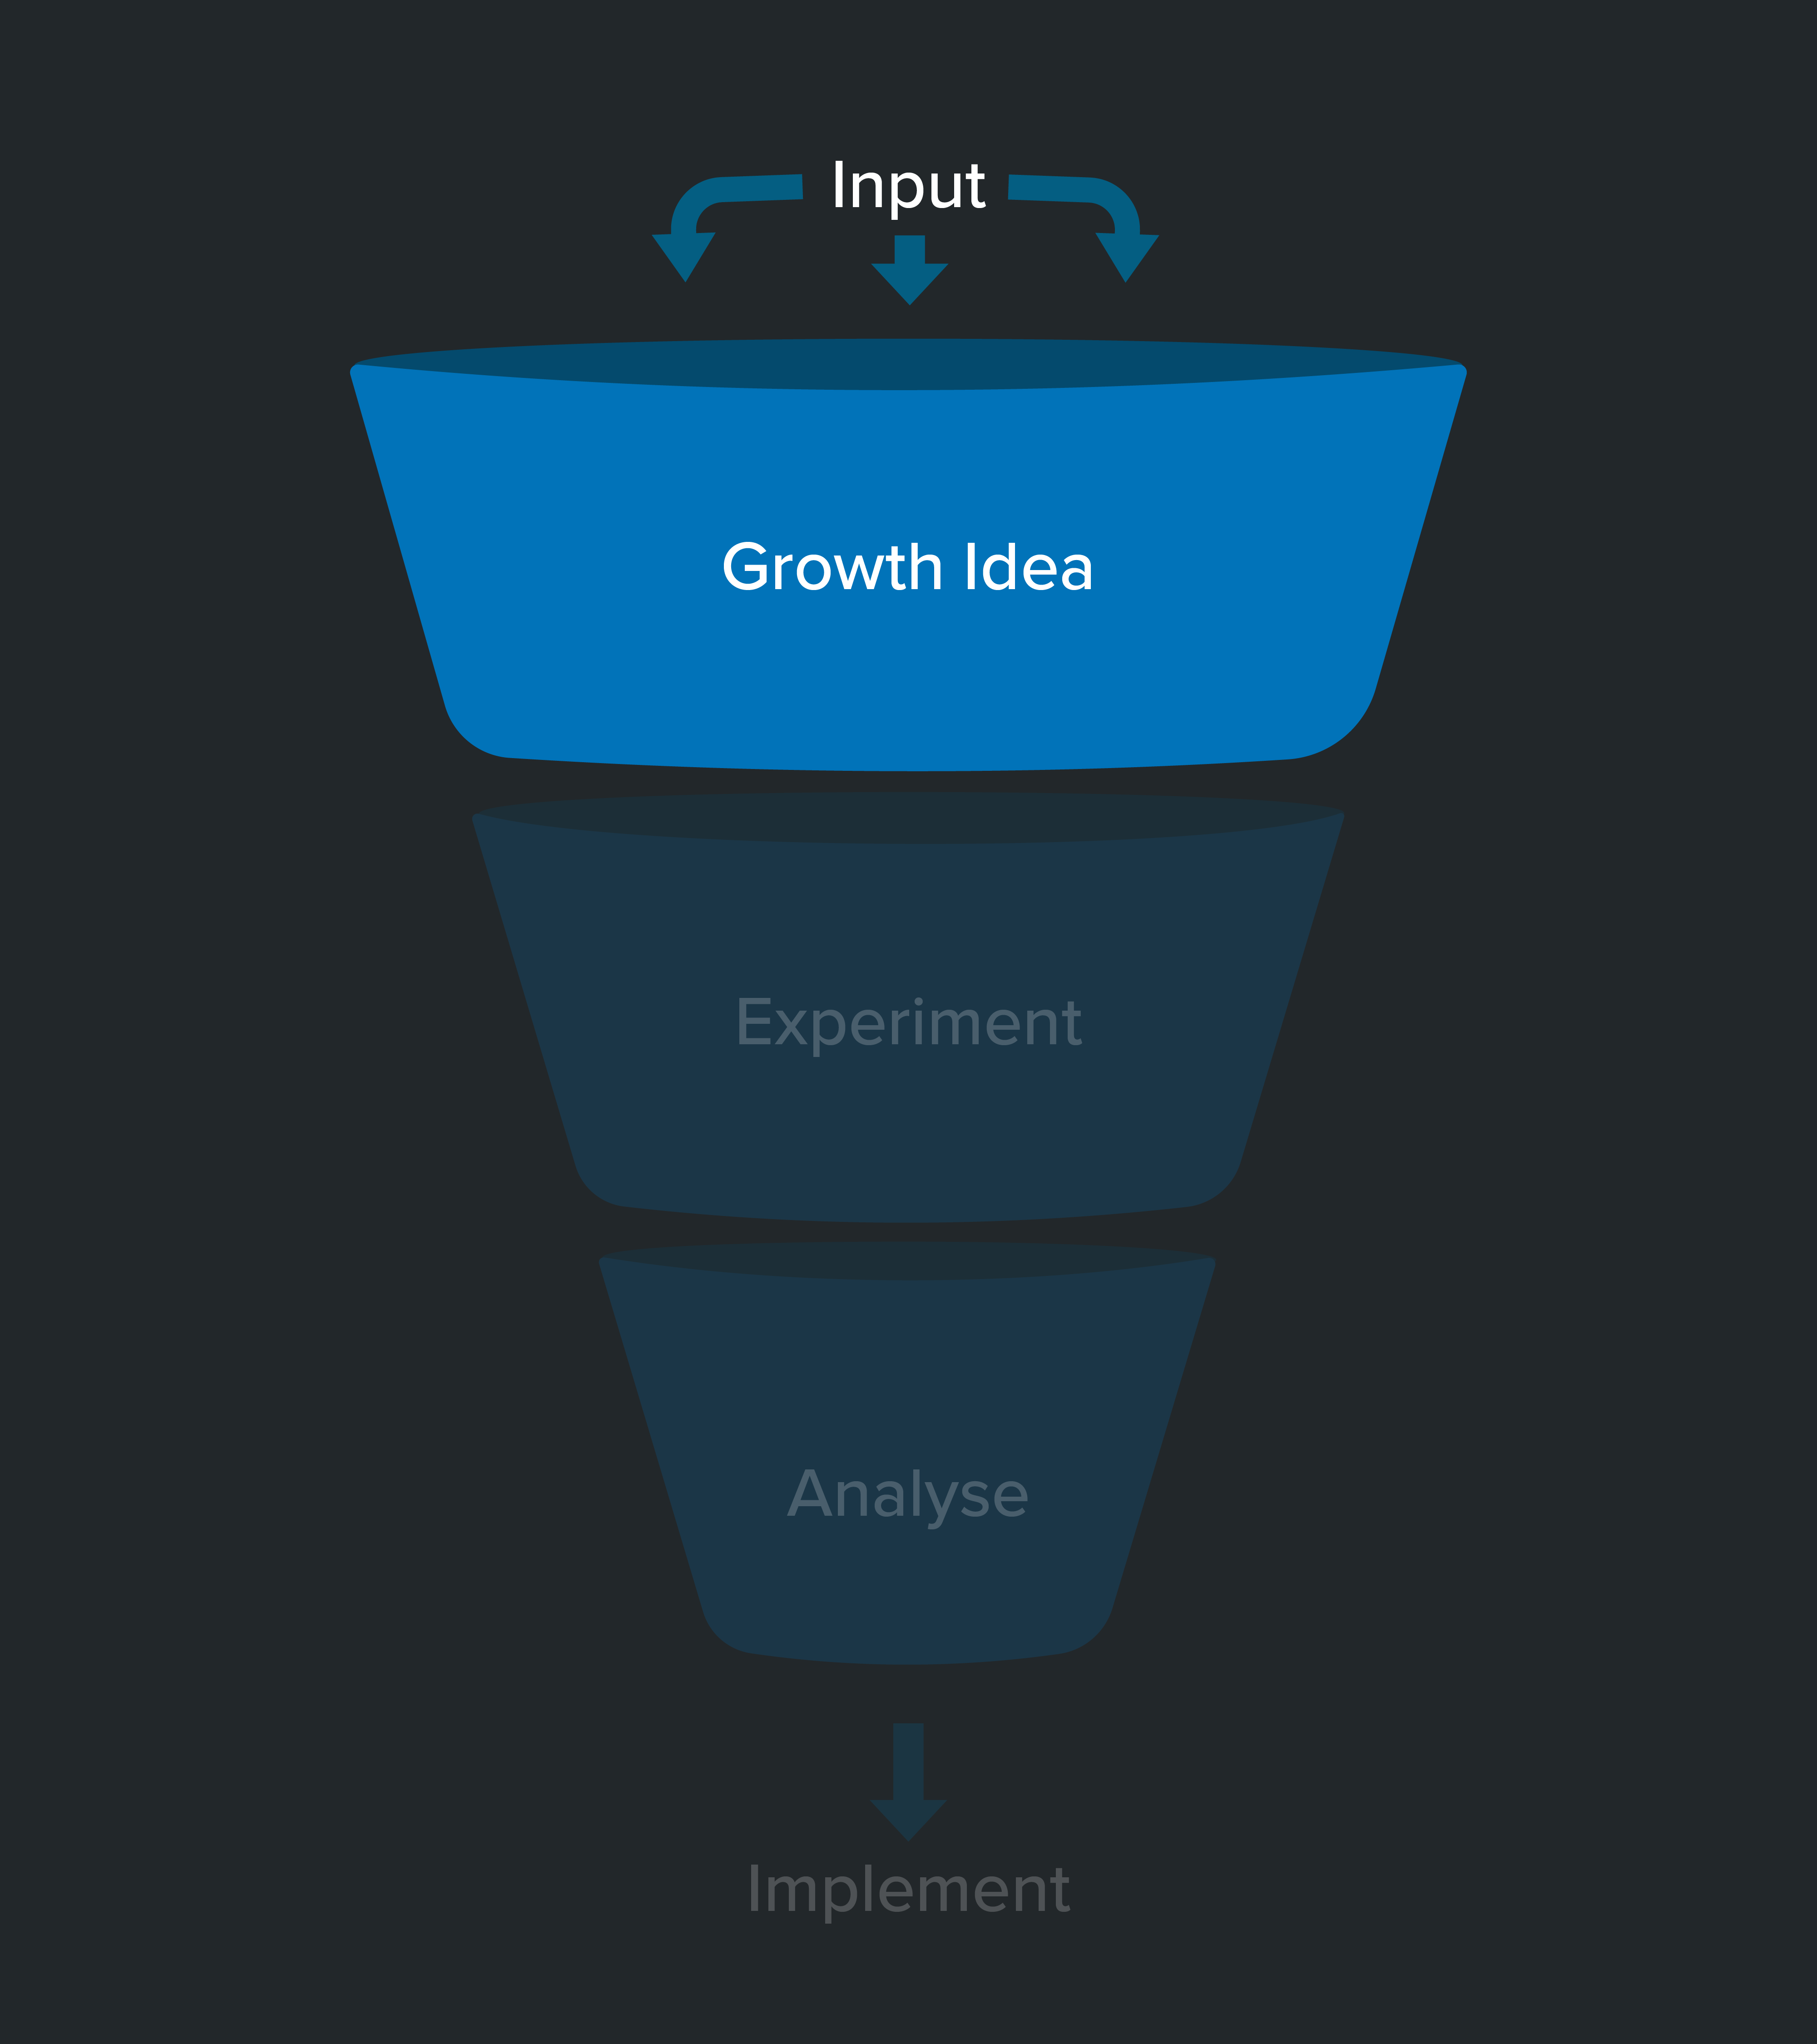 Input
Growth Idea
Experiment
Analyse
Implement